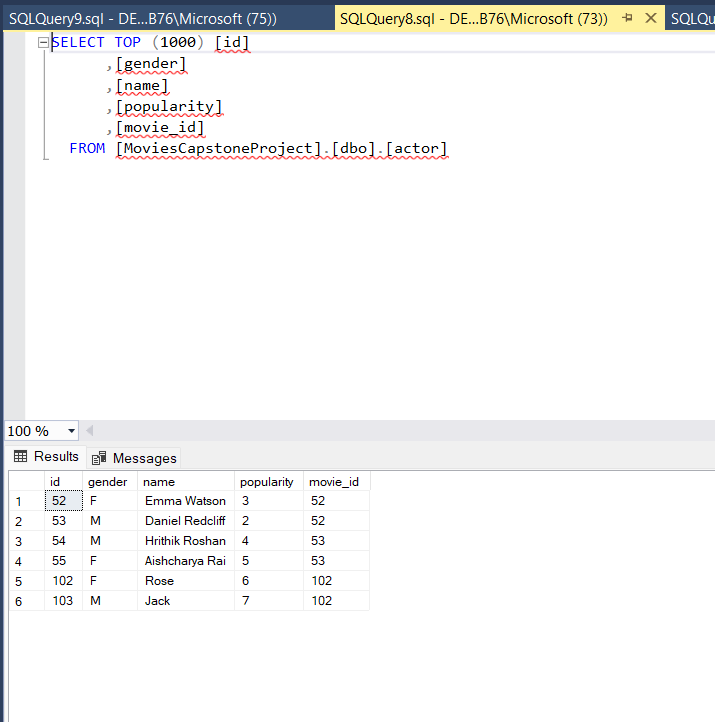 SQLQuery9.sql - DE...B76\Microsoft (75)) SQLQuery8.sql - DE...B76\Microsoft (73)) SQLQu
SELECT TOP (1000) [id]
,[gender]
,[name]
,[popularity]
,[movie_id]
FROM [MoviesCapstoneProject].[dbo].[actor]
100 %
Results Messages
id gender name popularity movie_id
1 52 F Emma Watson 3 52
2 53 M Daniel Redcliff 2 52
3 54 M Hrithik Roshan 4 53
4 55 F Aishcharya Rai 5 53
5 102 F Rose 6 102
6 103 M Jack 7 102